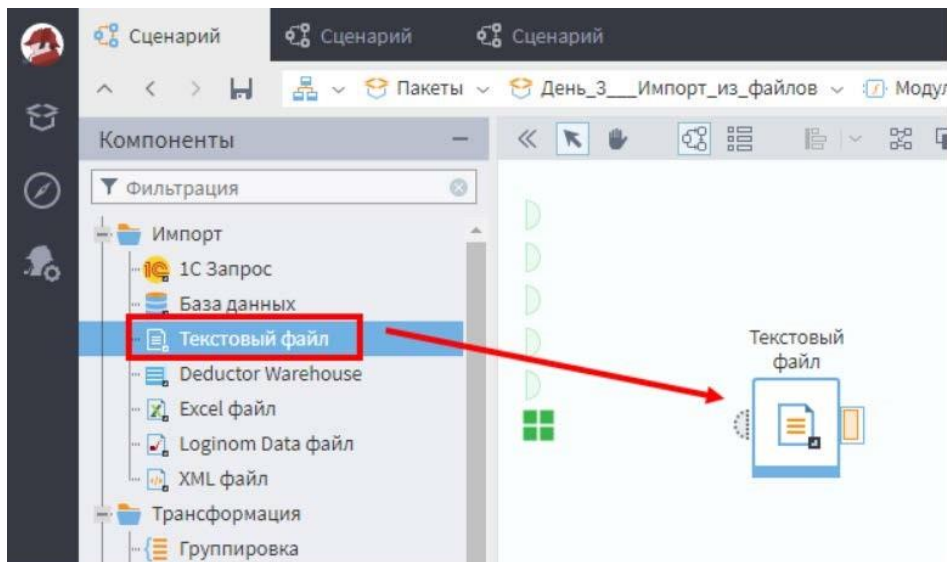 Сценарий
Сценарий
Сценарий
Пакеты
День_3___Импорт_из_файлов
Модул
Компоненты
Фильтрация
Импорт
1С Запрос
База данных
Текстовый файл
Deductor Warehouse
Excel файл
Loginom Data файл
XML файл
Трансформация
Группировка
Текстовый
файл